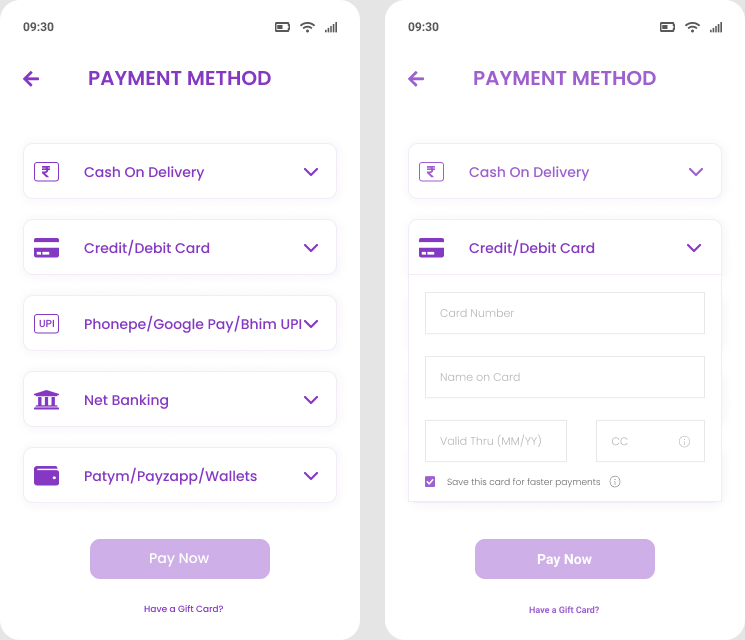 09:30
PAYMENT METHOD
₹ Cash On Delivery
Credit/Debit Card
UPI Phonepe/Google Pay/Bhim UPI
Net Banking
Patym/Payzapp/Wallets
Pay Now
Have a Gift Card?
09:30
PAYMENT METHOD
₹ Cash On Delivery
Credit/Debit Card
Card Number
Name on Card
Valid Thru (MM/YY) CC
Save this card for faster payments
Pay Now
Have a Gift Card?